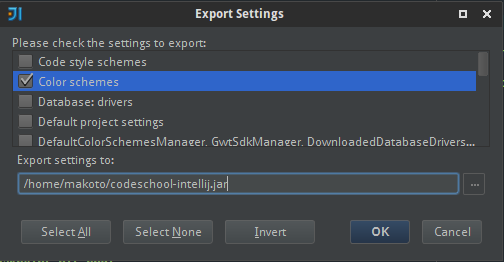 Export Settings
Please check the settings to export:
Code style schemes
Color schemes
Database: drivers
Default project settings
DefaultColorSchemesManager, GwtSdkManager, DownloadedDatabaseDrivers...
Export settings to:
/home/makoto/codeschool-intellij.jar
...
Select All
Select None
Invert
OK
Cancel